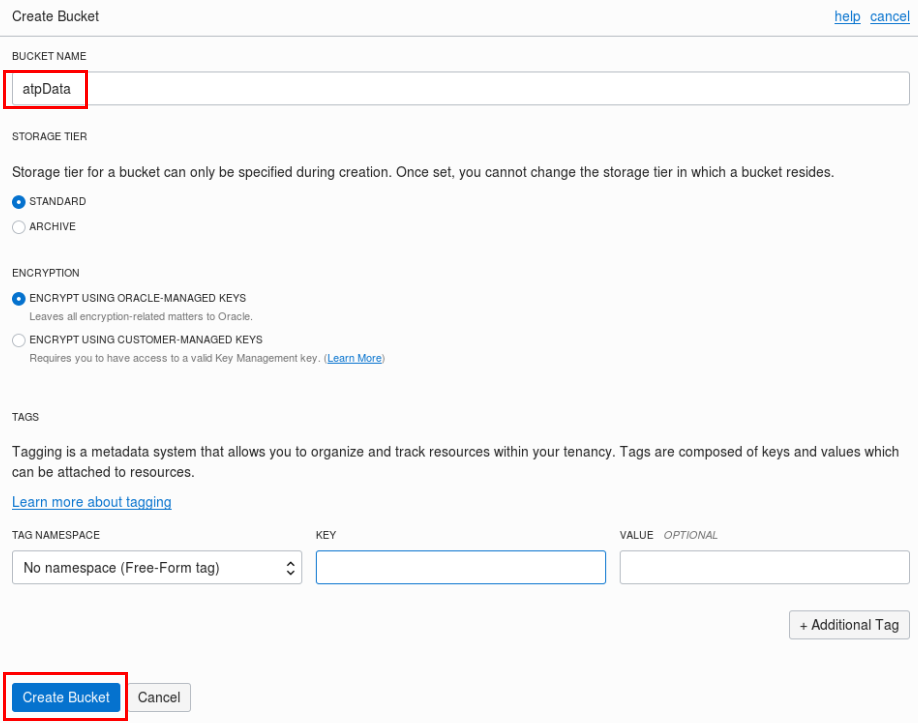 Create Bucket help cancel
BUCKET NAME
atpData
STORAGE TIER
Storage tier for a bucket can only be specified during creation. Once set, you cannot change the storage tier in which a bucket resides.
STANDARD
ARCHIVE
ENCRYPTION
ENCRYPT USING ORACLE-MANAGED KEYS
Leaves all encryption-related matters to Oracle.
ENCRYPT USING CUSTOMER-MANAGED KEYS
Requires you to have access to a valid Key Management key. (Learn More)
TAGS
Tagging is a metadata system that allows you to organize and track resources within your tenancy. Tags are composed of keys and values which
can be attached to resources.
Learn more about tagging
TAG NAMESPACE KEY VALUE OPTIONAL
No namespace (Free-Form tag)
+ Additional Tag
Create Bucket Cancel